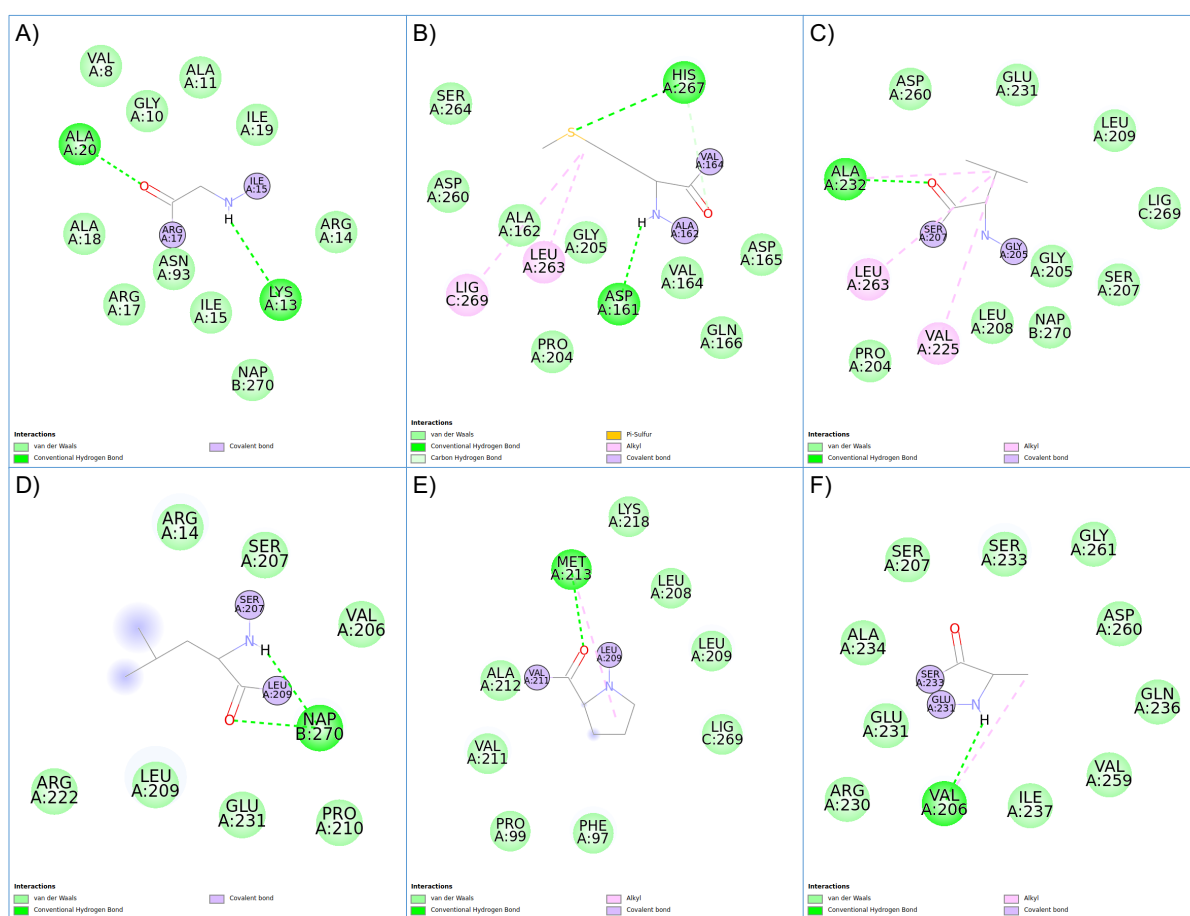 A)
VAL
A:8
ALA
A:11
GLY
A:10
ILE
A:19
ALA
A:20
O
ILE
A:15
N
H
ARG
A:17
ALA
A:18
ASN
A:93
ARG
A:14
ARG
A:17
ILE
A:15
LYS
A:13
NAP
B:270
Interactions
van der Waals
Conventional Hydrogen Bond
Covalent bond
B)
HIS
A:267
SER
A:264
S
VAL
A:164
ASP
A:260
O
N
H
ALA
A:162
ALA
A:162
GLY
A:205
LEU
A:263
ASP
A:165
VAL
A:164
LIG
C:269
ASP
A:161
PRO
A:204
GLN
A:166
Interactions
van der Waals
Conventional Hydrogen Bond
Carbon Hydrogen Bond
Pi-Sulfur
Alkyl
Covalent bond
C)
ASP
A:260
GLU
A:231
LEU
A:209
ALA
A:232
O
LIG
C:269
SER
A:207
N
GLY
A:205
GLY
A:205
LEU
A:263
SER
A:207
LEU
A:208
NAP
B:270
VAL
A:225
PRO
A:204
Interactions
van der Waals
Conventional Hydrogen Bond
Alkyl
Covalent bond
D)
ARG
A:14
SER
A:207
SER
A:207
VAL
A:206
N
H
LEU
A:209
O
NAP
B:270
ARG
A:222
LEU
A:209
GLU
A:231
PRO
A:210
Interactions
van der Waals
Conventional Hydrogen Bond
Covalent bond
E)
LYS
A:218
MET
A:213
LEU
A:208
O
LEU
A:209
LEU
A:209
ALA
A:212
VAL
A:211
N
VAL
A:211
LIG
C:269
PRO
A:99
PHE
A:97
Interactions
van der Waals
Conventional Hydrogen Bond
Alkyl
Covalent bond
F)
SER
A:207
SER
A:233
GLY
A:261
ALA
A:234
O
ASP
A:260
SER
A:233
GLU
A:231
N
H
GLN
A:236
GLU
A:231
VAL
A:259
ARG
A:230
VAL
A:206
ILE
A:237
Interactions
van der Waals
Conventional Hydrogen Bond
Alkyl
Covalent bond